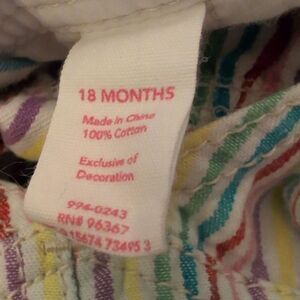 18 MONTHS
Made in China
100% Cotton
Exclusive of
Decoration
994-0243
RN# 96367
15674 73495 3